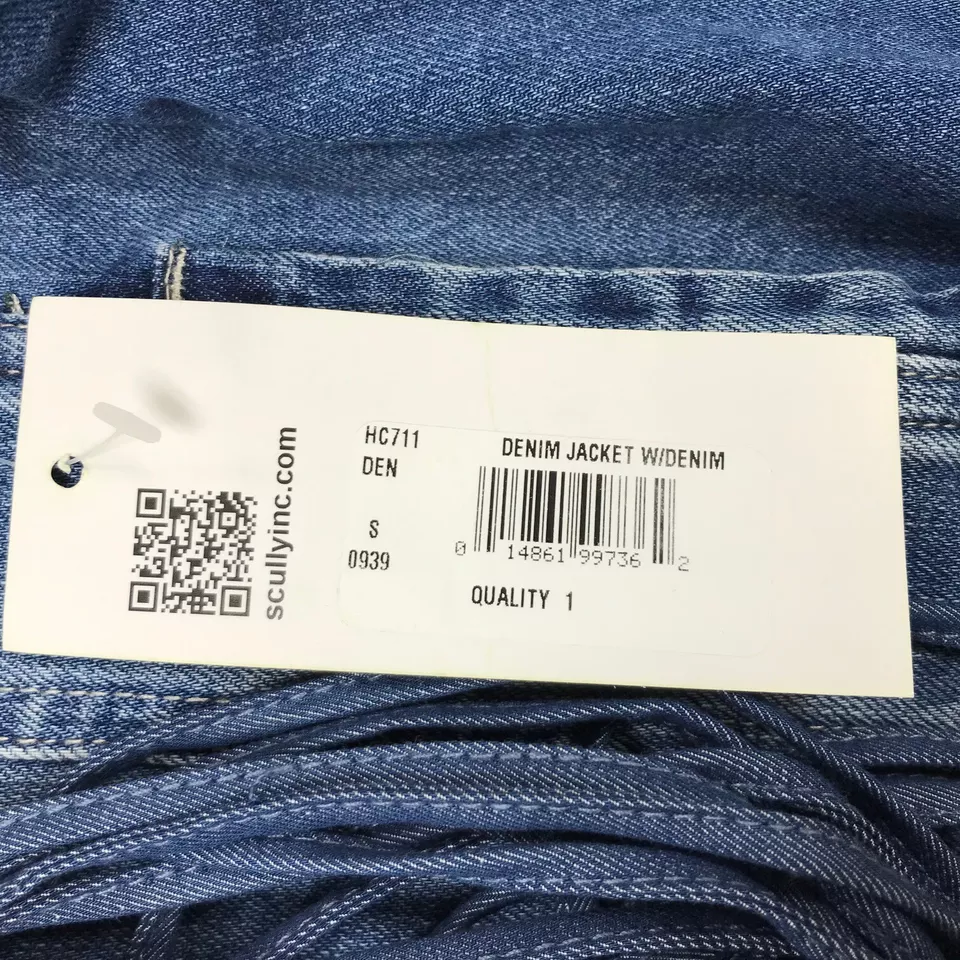 scullyinc.com
HC711
DENIM JACKET W/DENIM
DEN
S
0939
0 14861 99736 2
QUALITY 1